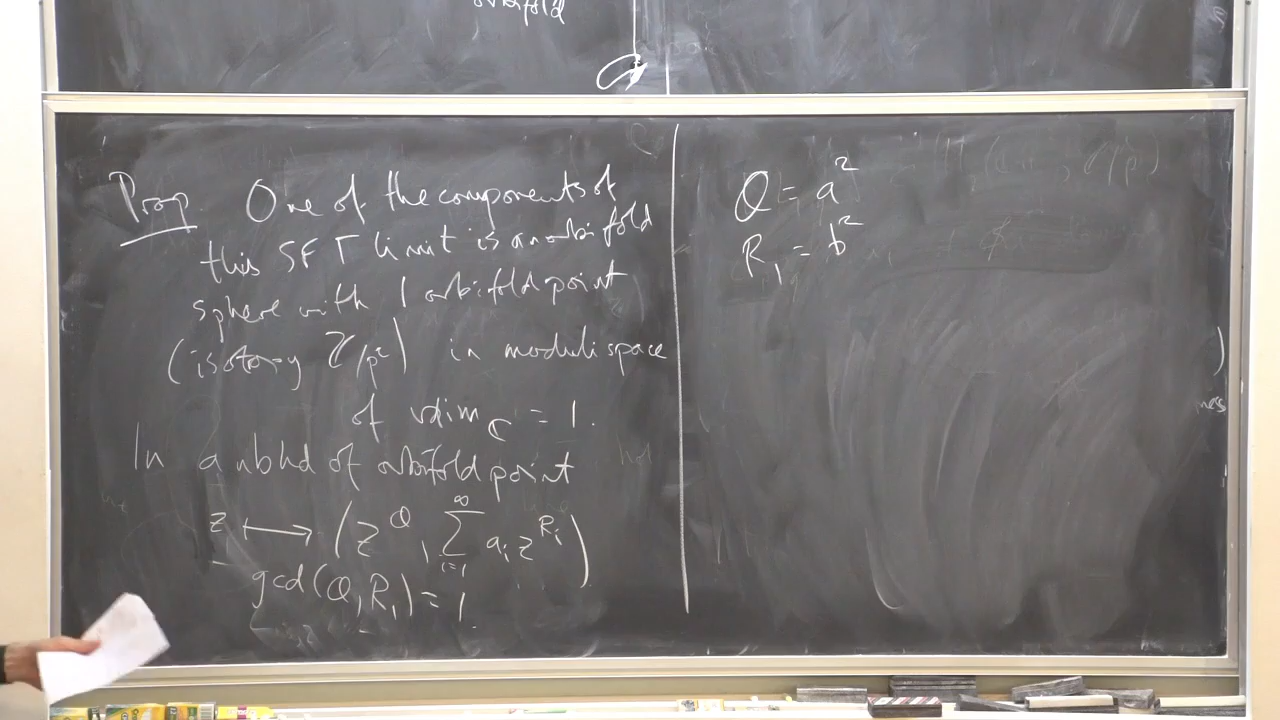 orbifold
Prop. One of the components of
this SFT limit is an orbifold
sphere with 1 orbifold point
(isotropy ℤ/p²) in moduli space
of vdim_C = 1.
In a nbhd of orbifold point
z ⟼ (z^Q, ∑_{i=1}^∞ a_i z^{R_i})
gcd(Q, R_1) = 1.
Q = a²
R_1 = b²